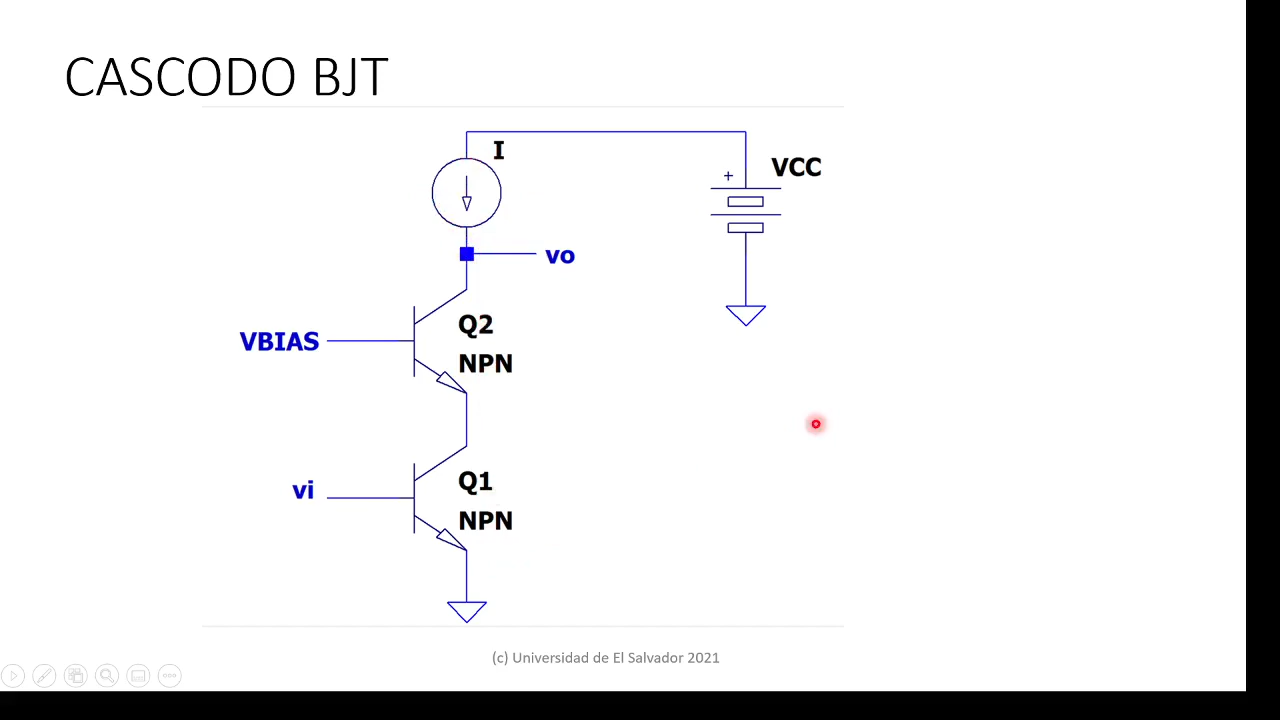 CASCODO BJT
I
+
VCC
vo
Q2
VBIAS
NPN
Q1
vi
NPN
(c) Universidad de El Salvador 2021